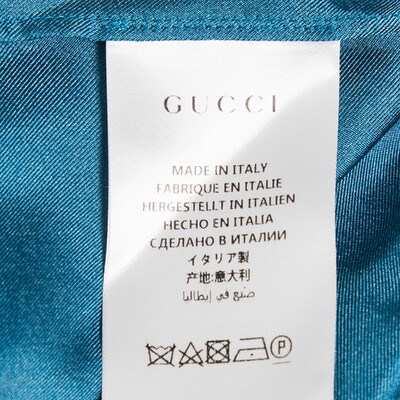 GUCCI
MADE IN ITALY
FABRIQUE EN ITALIE
HERGESTELLT IN ITALIEN
HECHO EN ITALIA
СДЕЛАНО В ИТАЛИИ
イタリア製
产地:意大利
صنع في إيطاليا
P